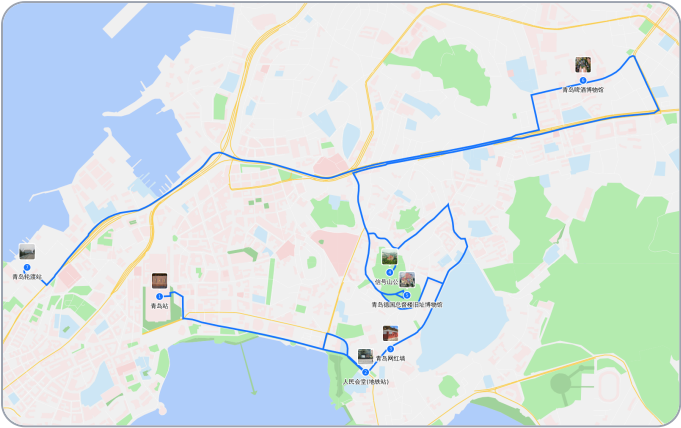 青岛啤酒博物馆
青岛轮渡站
信号山公
青岛德国总督楼旧址博物馆
青岛站
青岛网红墙
人民会堂(地铁站)